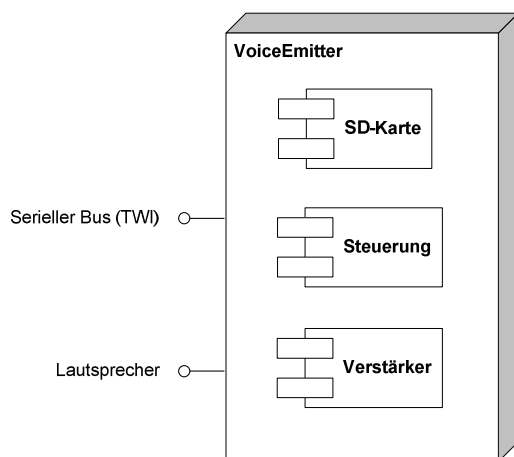 VoiceEmitter
SD-Karte
Serieller Bus (TWI)
Steuerung
Lautsprecher
Verstärker